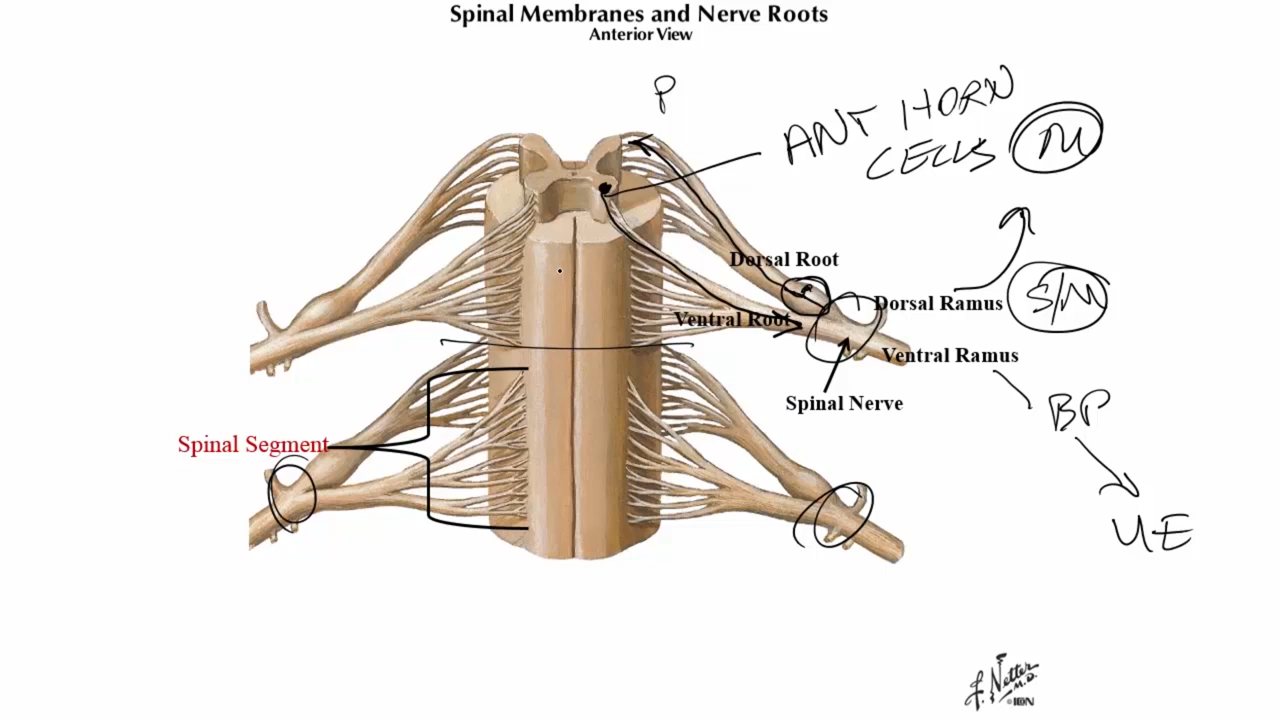 Spinal Membranes and Nerve Roots
Anterior View
P
ANT HORN
CELLS M
Dorsal Root
Dorsal Ramus S/M
Ventral Root
Ventral Ramus
Spinal Nerve
BP
Spinal Segment
UE
F. Netter
M.D.
©ION